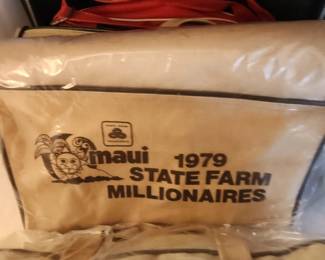 maui 1979
STATE FARM
MILLIONAIRES